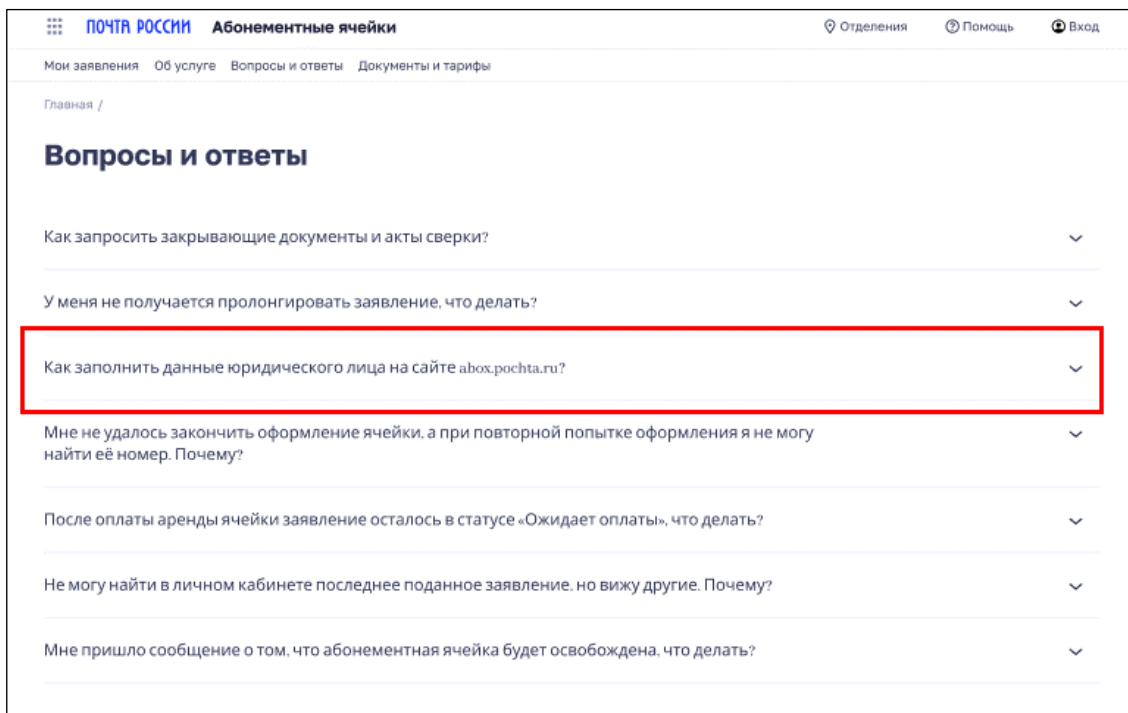 ПОЧТА РОССИИ Абонементные ячейки Отделения Помощь Вход
Мои заявления Об услуге Вопросы и ответы Документы и тарифы
Главная /
Вопросы и ответы
Как запросить закрывающие документы и акты сверки?
У меня не получается пролонгировать заявление, что делать?
Как заполнить данные юридического лица на сайте abox.pochta.ru?
Мне не удалось закончить оформление ячейки, а при повторной попытке оформления я не могу
найти её номер. Почему?
После оплаты аренды ячейки заявление осталось в статусе «Ожидает оплаты», что делать?
Не могу найти в личном кабинете последнее поданное заявление, но вижу другие. Почему?
Мне пришло сообщение о том, что абонементная ячейка будет освобождена, что делать?